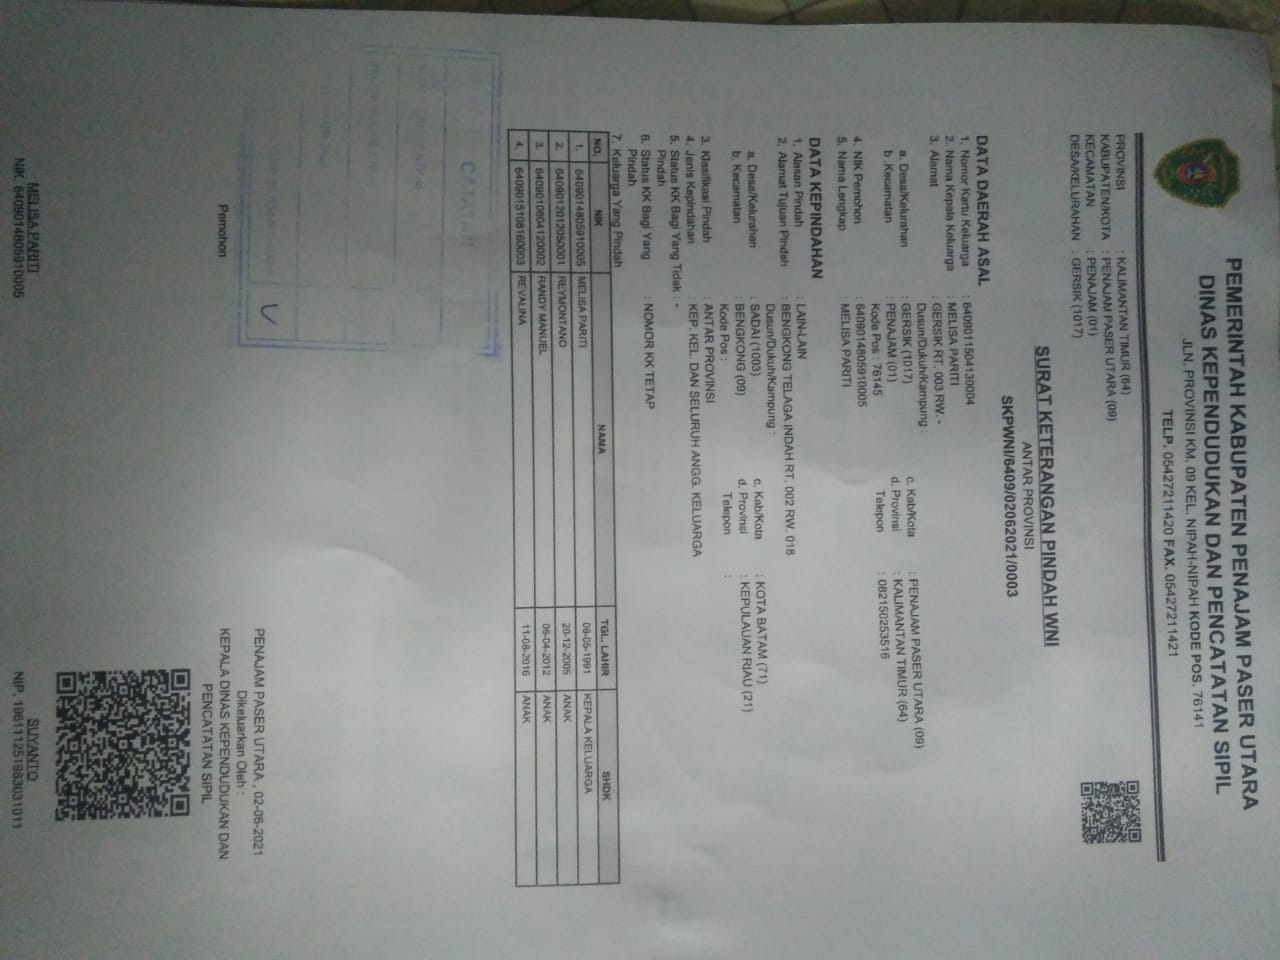 PEMERINTAH KABUPATEN PENAJAM PASER UTARA
DINAS KEPENDUDUKAN DAN PENCATATAN SIPIL
JLN. PROVINSI KM. 09 KEL. NIPAH-NIPAH KODE POS. 76141
TELP. 05427211420 FAX. 05427211421
PROVINSI : KALIMANTAN TIMUR (64)
KABUPATEN/KOTA : PENAJAM PASER UTARA (09)
KECAMATAN : PENAJAM (01)
DESA/KELURAHAN : GERSIK (1017)
SURAT KETERANGAN PINDAH WNI
ANTAR PROVINSI
SKPWNI/6409/02062021/0003
DATA DAERAH ASAL
1. Nomor Kartu Keluarga : 6409011504130004
2. Nama Kepala Keluarga : MELISA PARITI
3. Alamat : GERSIK RT. 003 RW. -
Dusun/Dukuh/Kampung :
a. Desa/Kelurahan : GERSIK (1017) c. Kab/Kota : PENAJAM PASER UTARA (09)
b. Kecamatan : PENAJAM (01) d. Provinsi : KALIMANTAN TIMUR (64)
Kode Pos : 76145 Telepon : 082150253516
4. NIK Pemohon : 6409014805910005
5. Nama Lengkap : MELISA PARITI
DATA KEPINDAHAN
1. Alasan Pindah : LAIN-LAIN
2. Alamat Tujuan Pindah : BENGKONG TELAGA INDAH RT. 002 RW. 018
Dusun/Dukuh/Kampung :
a. Desa/Kelurahan : SADAI (1003) c. Kab/Kota : KOTA BATAM (71)
b. Kecamatan : BENGKONG (09) d. Provinsi : KEPULAUAN RIAU (21)
Kode Pos : Telepon :
3. Klasifikasi Pindah : ANTAR PROVINSI
4. Jenis Kepindahan : KEP. KEL. DAN SELURUH ANGG. KELUARGA
5. Status KK Bagi Yang Tidak : -
Pindah
6. Status KK Bagi Yang : NOMOR KK TETAP
Pindah
7. Keluarga Yang Pindah
NO. NIK NAMA TGL. LAHIR SHDK
1. 6409014805910005 MELISA PARITI 08-05-1991 KEPALA KELUARGA
2. 6409012012050001 REYMONTANO 20-12-2005 ANAK
3. 6409010604120002 RANDY MANUEL 06-04-2012 ANAK
4. 6409015108160003 REVALINA 11-08-2016 ANAK
CATATAN
V
PENAJAM PASER UTARA , 02-06-2021
Dikeluarkan Oleh :
Pemohon KEPALA DINAS KEPENDUDUKAN DAN
PENCATATAN SIPIL
MELISA PARITI SUYANTO
NIK. 6409014805910005 NIP. 196111251983031011